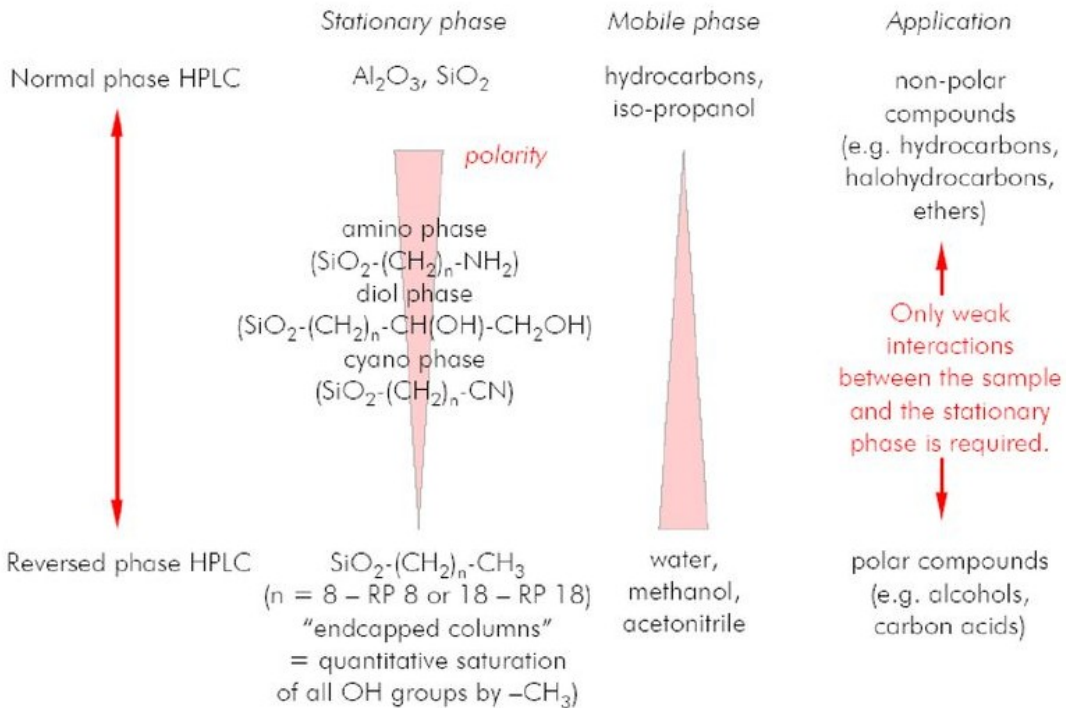 Stationary phase
Mobile phase
Application
Normal phase HPLC
Al₂O₃, SiO₂
hydrocarbons,
iso-propanol
non-polar
compounds
(e.g. hydrocarbons,
halohydrocarbons,
ethers)
polarity
amino phase
(SiO₂-(CH₂)ₙ-NH₂)
diol phase
(SiO₂-(CH₂)ₙ-CH(OH)-CH₂OH)
cyano phase
(SiO₂-(CH₂)ₙ-CN)
Only weak
interactions
between the sample
and the stationary
phase is required.
Reversed phase HPLC
SiO₂-(CH₂)ₙ-CH₃
(n = 8 – RP 8 or 18 – RP 18)
“endcapped columns”
= quantitative saturation
of all OH groups by –CH₃)
water,
methanol,
acetonitrile
polar compounds
(e.g. alcohols,
carbon acids)